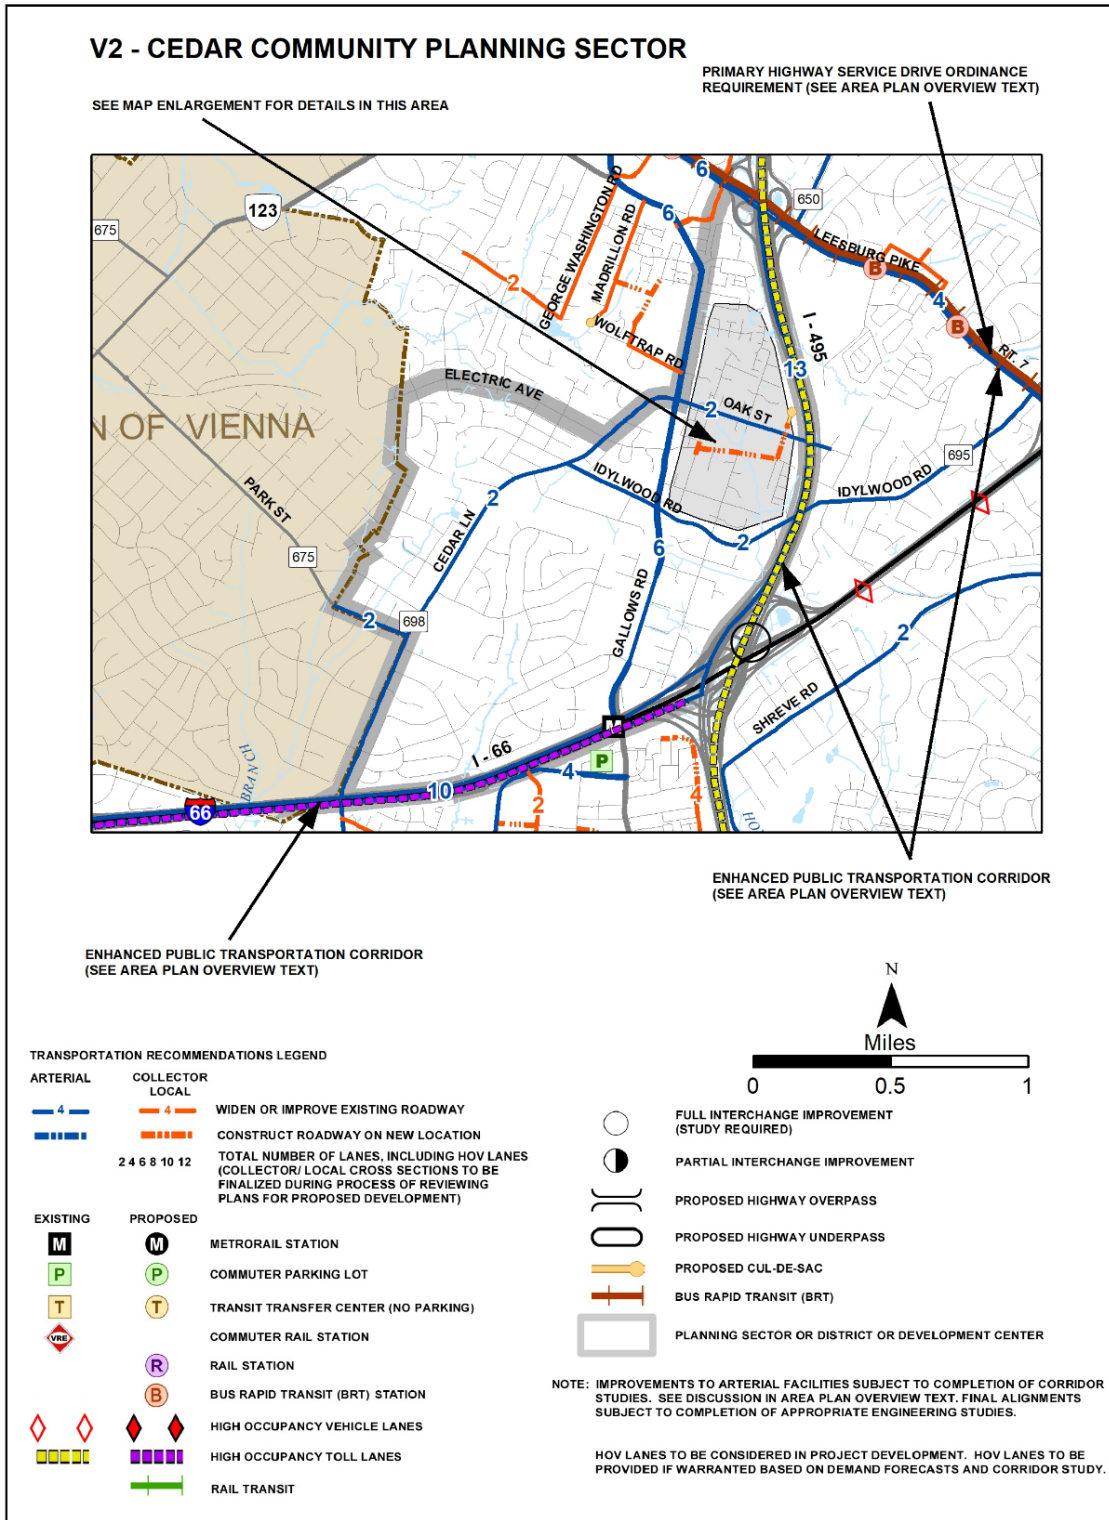 V2 - CEDAR COMMUNITY PLANNING SECTOR
PRIMARY HIGHWAY SERVICE DRIVE ORDINANCE
REQUIREMENT (SEE AREA PLAN OVERVIEW TEXT)
SEE MAP ENLARGEMENT FOR DETAILS IN THIS AREA
123
675
650
6
6
GEORGE WASHINGTON RD
MADRILLON RD
LEESBURG PIKE
B
2
4
B
WOLFTRAP RD
I - 495
RT. 7
13
ELECTRIC AVE
2
OAK ST
N OF VIENNA
695
IDYLWOOD RD
IDYLWOOD RD
PARK ST
2
CEDAR LN
6
2
675
2
698
GALLOWS RD
2
SHREVE RD
M
I - 66
P
4
BRANCH
10
2
4
66
HO
ENHANCED PUBLIC TRANSPORTATION CORRIDOR
(SEE AREA PLAN OVERVIEW TEXT)
ENHANCED PUBLIC TRANSPORTATION CORRIDOR
(SEE AREA PLAN OVERVIEW TEXT)
N
Miles
0 0.5 1
TRANSPORTATION RECOMMENDATIONS LEGEND
ARTERIAL COLLECTOR
LOCAL
4 4 WIDEN OR IMPROVE EXISTING ROADWAY
CONSTRUCT ROADWAY ON NEW LOCATION
2 4 6 8 10 12 TOTAL NUMBER OF LANES, INCLUDING HOV LANES
(COLLECTOR/ LOCAL CROSS SECTIONS TO BE
FINALIZED DURING PROCESS OF REVIEWING
PLANS FOR PROPOSED DEVELOPMENT)
EXISTING PROPOSED
M M METRORAIL STATION
P P COMMUTER PARKING LOT
T T TRANSIT TRANSFER CENTER (NO PARKING)
VRE COMMUTER RAIL STATION
R RAIL STATION
B BUS RAPID TRANSIT (BRT) STATION
HIGH OCCUPANCY VEHICLE LANES
HIGH OCCUPANCY TOLL LANES
RAIL TRANSIT
FULL INTERCHANGE IMPROVEMENT
(STUDY REQUIRED)
PARTIAL INTERCHANGE IMPROVEMENT
PROPOSED HIGHWAY OVERPASS
PROPOSED HIGHWAY UNDERPASS
PROPOSED CUL-DE-SAC
BUS RAPID TRANSIT (BRT)
PLANNING SECTOR OR DISTRICT OR DEVELOPMENT CENTER
NOTE: IMPROVEMENTS TO ARTERIAL FACILITIES SUBJECT TO COMPLETION OF CORRIDOR
STUDIES. SEE DISCUSSION IN AREA PLAN OVERVIEW TEXT. FINAL ALIGNMENTS
SUBJECT TO COMPLETION OF APPROPRIATE ENGINEERING STUDIES.
HOV LANES TO BE CONSIDERED IN PROJECT DEVELOPMENT. HOV LANES TO BE
PROVIDED IF WARRANTED BASED ON DEMAND FORECASTS AND CORRIDOR STUDY.